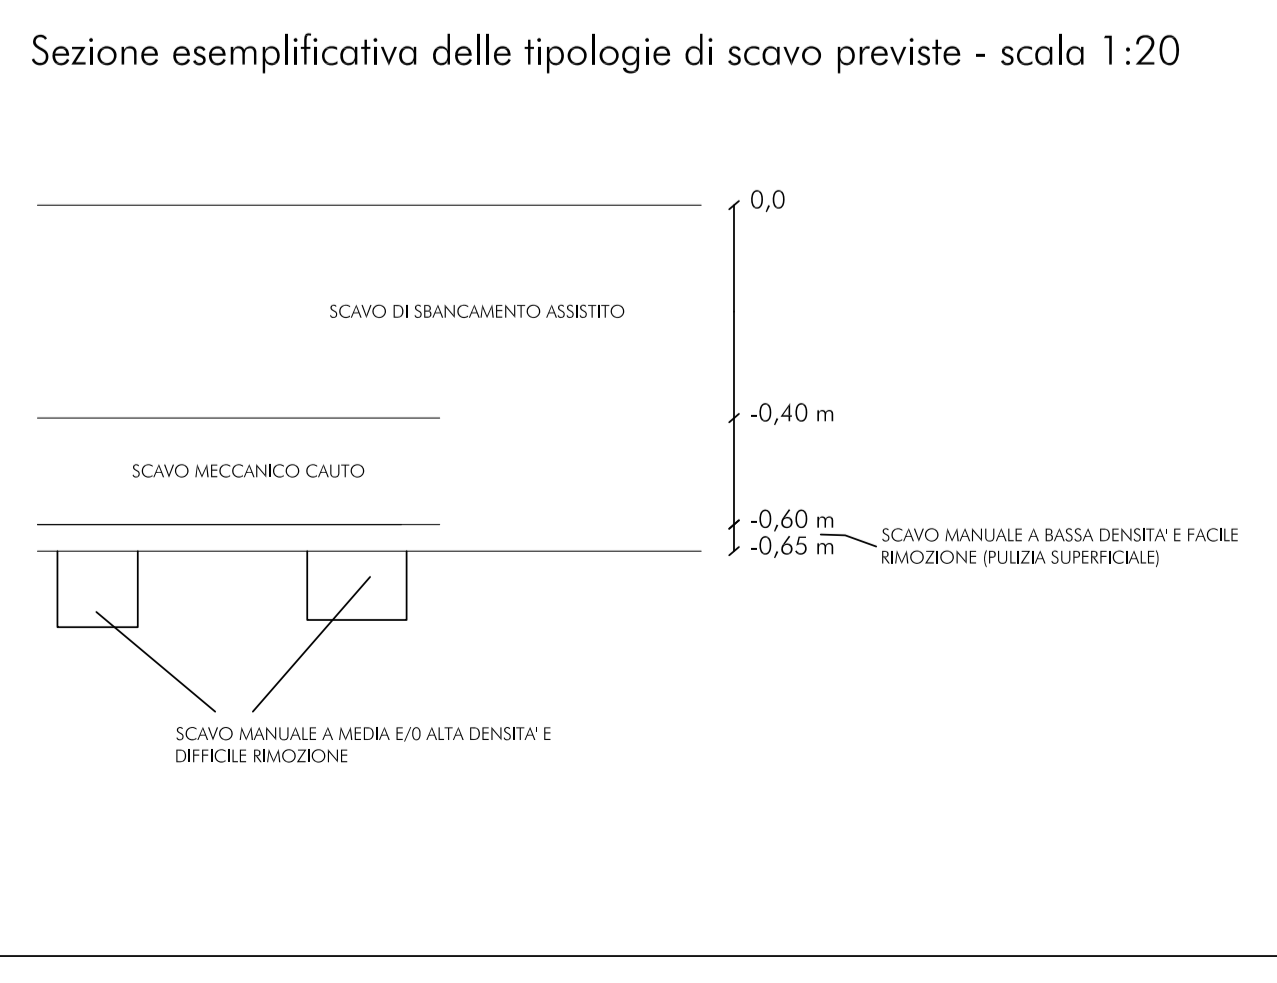 Sezione esemplificativa delle tipologie di scavo previste - scala 1:20
0,0
SCAVO DI SBANCAMENTO ASSISTITO
-0,40 m
SCAVO MECCANICO CAUTO
-0,60 m
-0,65 m
SCAVO MANUALE A BASSA DENSITA' E FACILE
RIMOZIONE (PULIZIA SUPERFICIALE)
SCAVO MANUALE A MEDIA E/0 ALTA DENSITA' E
DIFFICILE RIMOZIONE